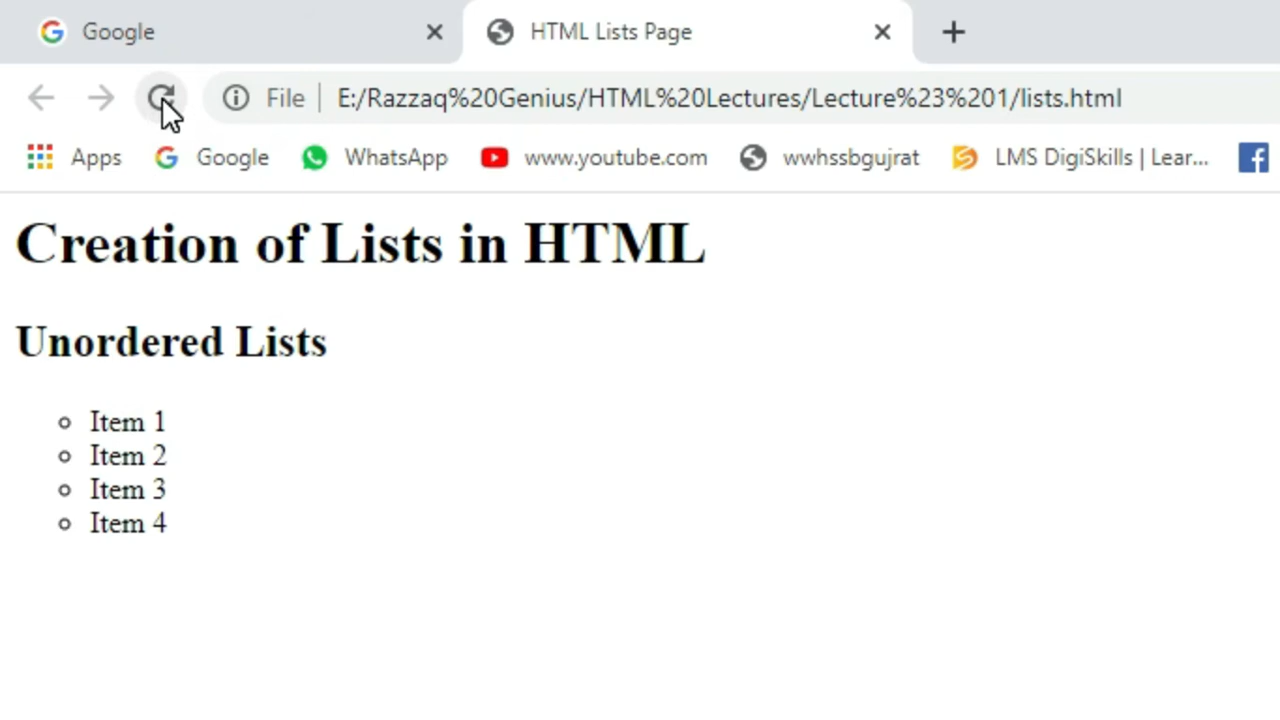 Google
HTML Lists Page
File E:/Razzaq%20Genius/HTML%20Lectures/Lecture%23%201/lists.html
Apps Google WhatsApp www.youtube.com wwhssbgujrat LMS DigiSkills | Lear...
Creation of Lists in HTML
Unordered Lists
Item 1
Item 2
Item 3
Item 4